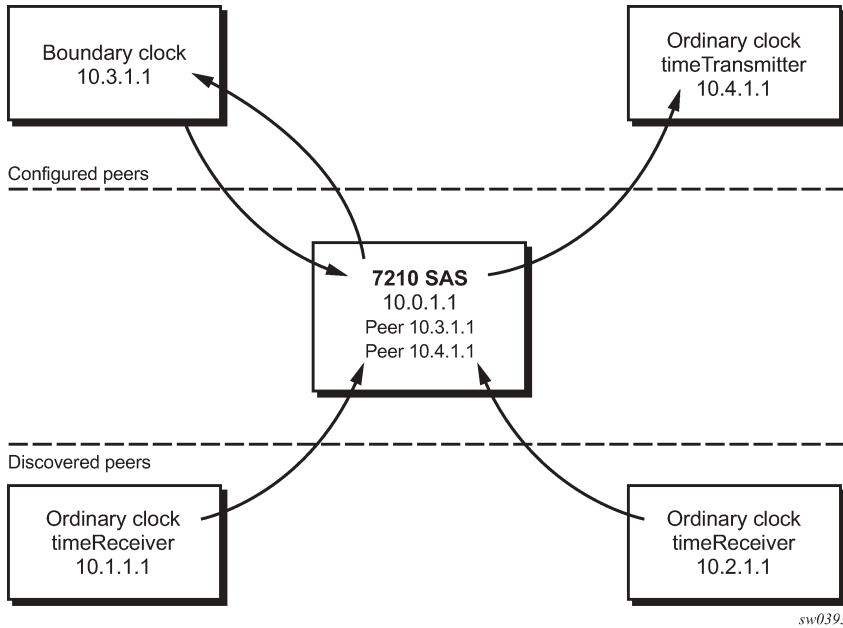 Boundary clock
10.3.1.1
Ordinary clock
timeTransmitter
10.4.1.1
Configured peers
7210 SAS
10.0.1.1
Peer 10.3.1.1
Peer 10.4.1.1
Discovered peers
Ordinary clock
timeReceiver
10.1.1.1
Ordinary clock
timeReceiver
10.2.1.1